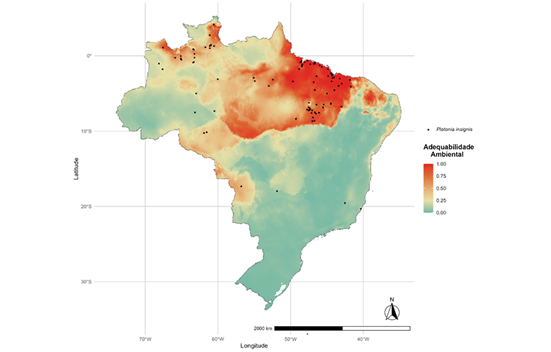 0°
10°S
20°S
30°S
Latitude
70°W
60°W
50°W
40°W
Longitude
2000 km
N
Platonia insignis
Adequabilidade
Ambiental
1.00
0.75
0.50
0.25
0.00